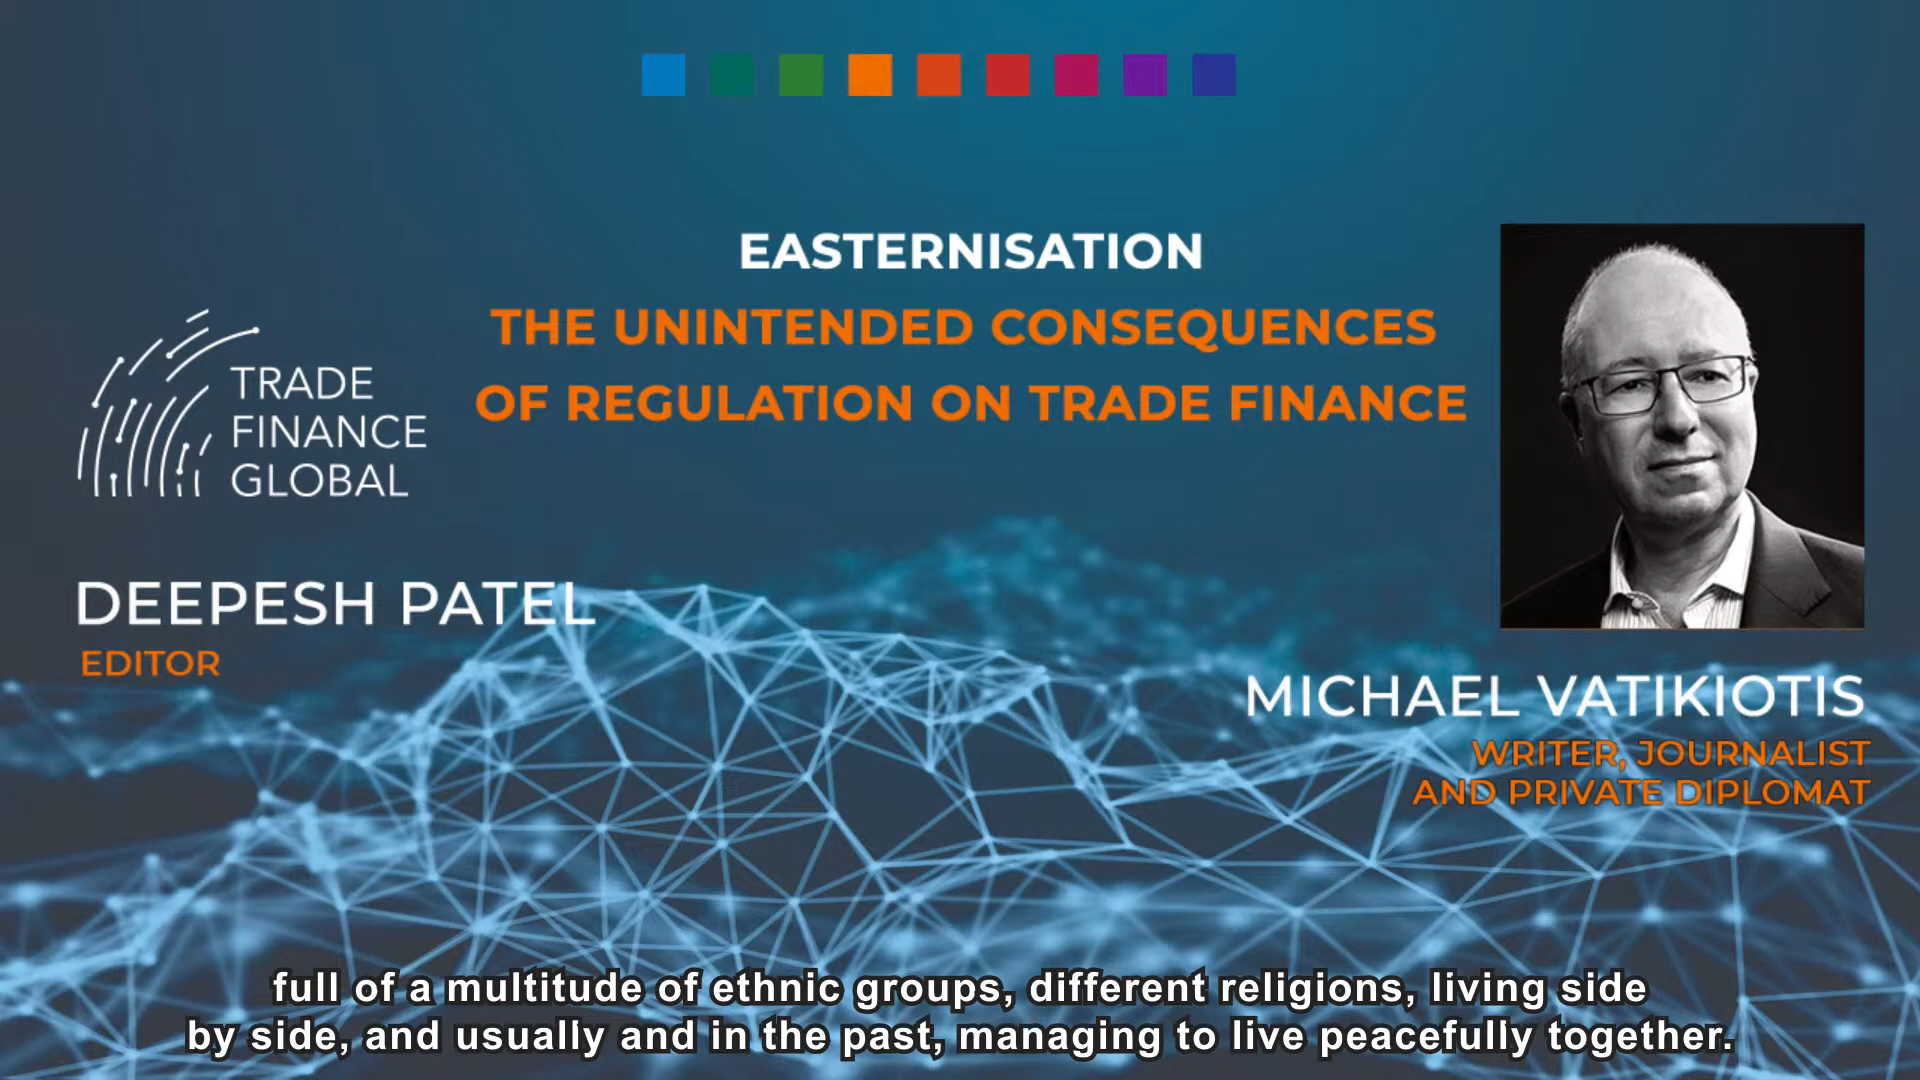 EASTERNISATION
THE UNINTENDED CONSEQUENCES
OF REGULATION ON TRADE FINANCE
TRADE
FINANCE
GLOBAL
DEEPESH PATEL
EDITOR
MICHAEL VATIKIOTIS
WRITER, JOURNALIST
AND PRIVATE DIPLOMAT
full of a multitude of ethnic groups, different religions, living side
by side, and usually and in the past, managing to live peacefully together.